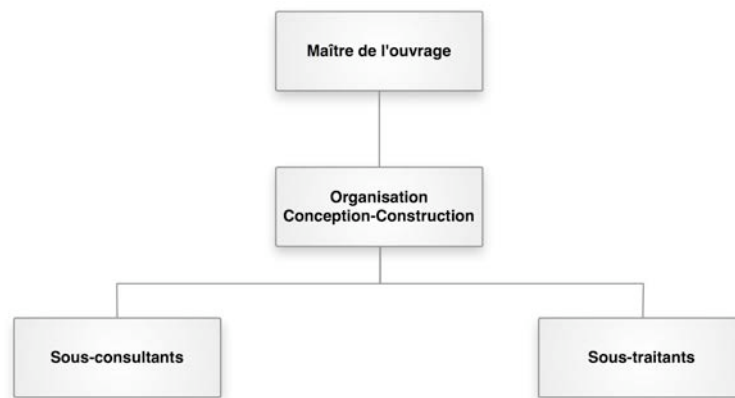 Maître de l'ouvrage
Organisation
Conception-Construction
Sous-consultants
Sous-traitants